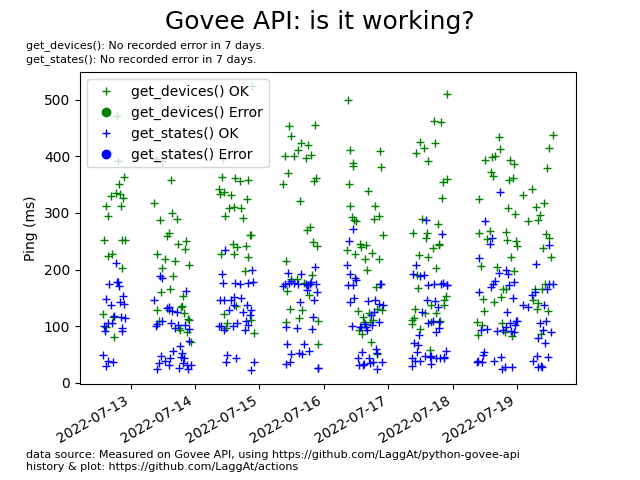 Govee API: is it working?
get_devices(): No recorded error in 7 days.
get_states(): No recorded error in 7 days.
get_devices() OK
get_devices() Error
get_states() OK
get_states() Error
Ping (ms)
500
400
300
200
100
0
2022-07-13
2022-07-14
2022-07-15
2022-07-16
2022-07-17
2022-07-18
2022-07-19
data source: Measured on Govee API, using https://github.com/LaggAt/python-govee-api
history & plot: https://github.com/LaggAt/actions